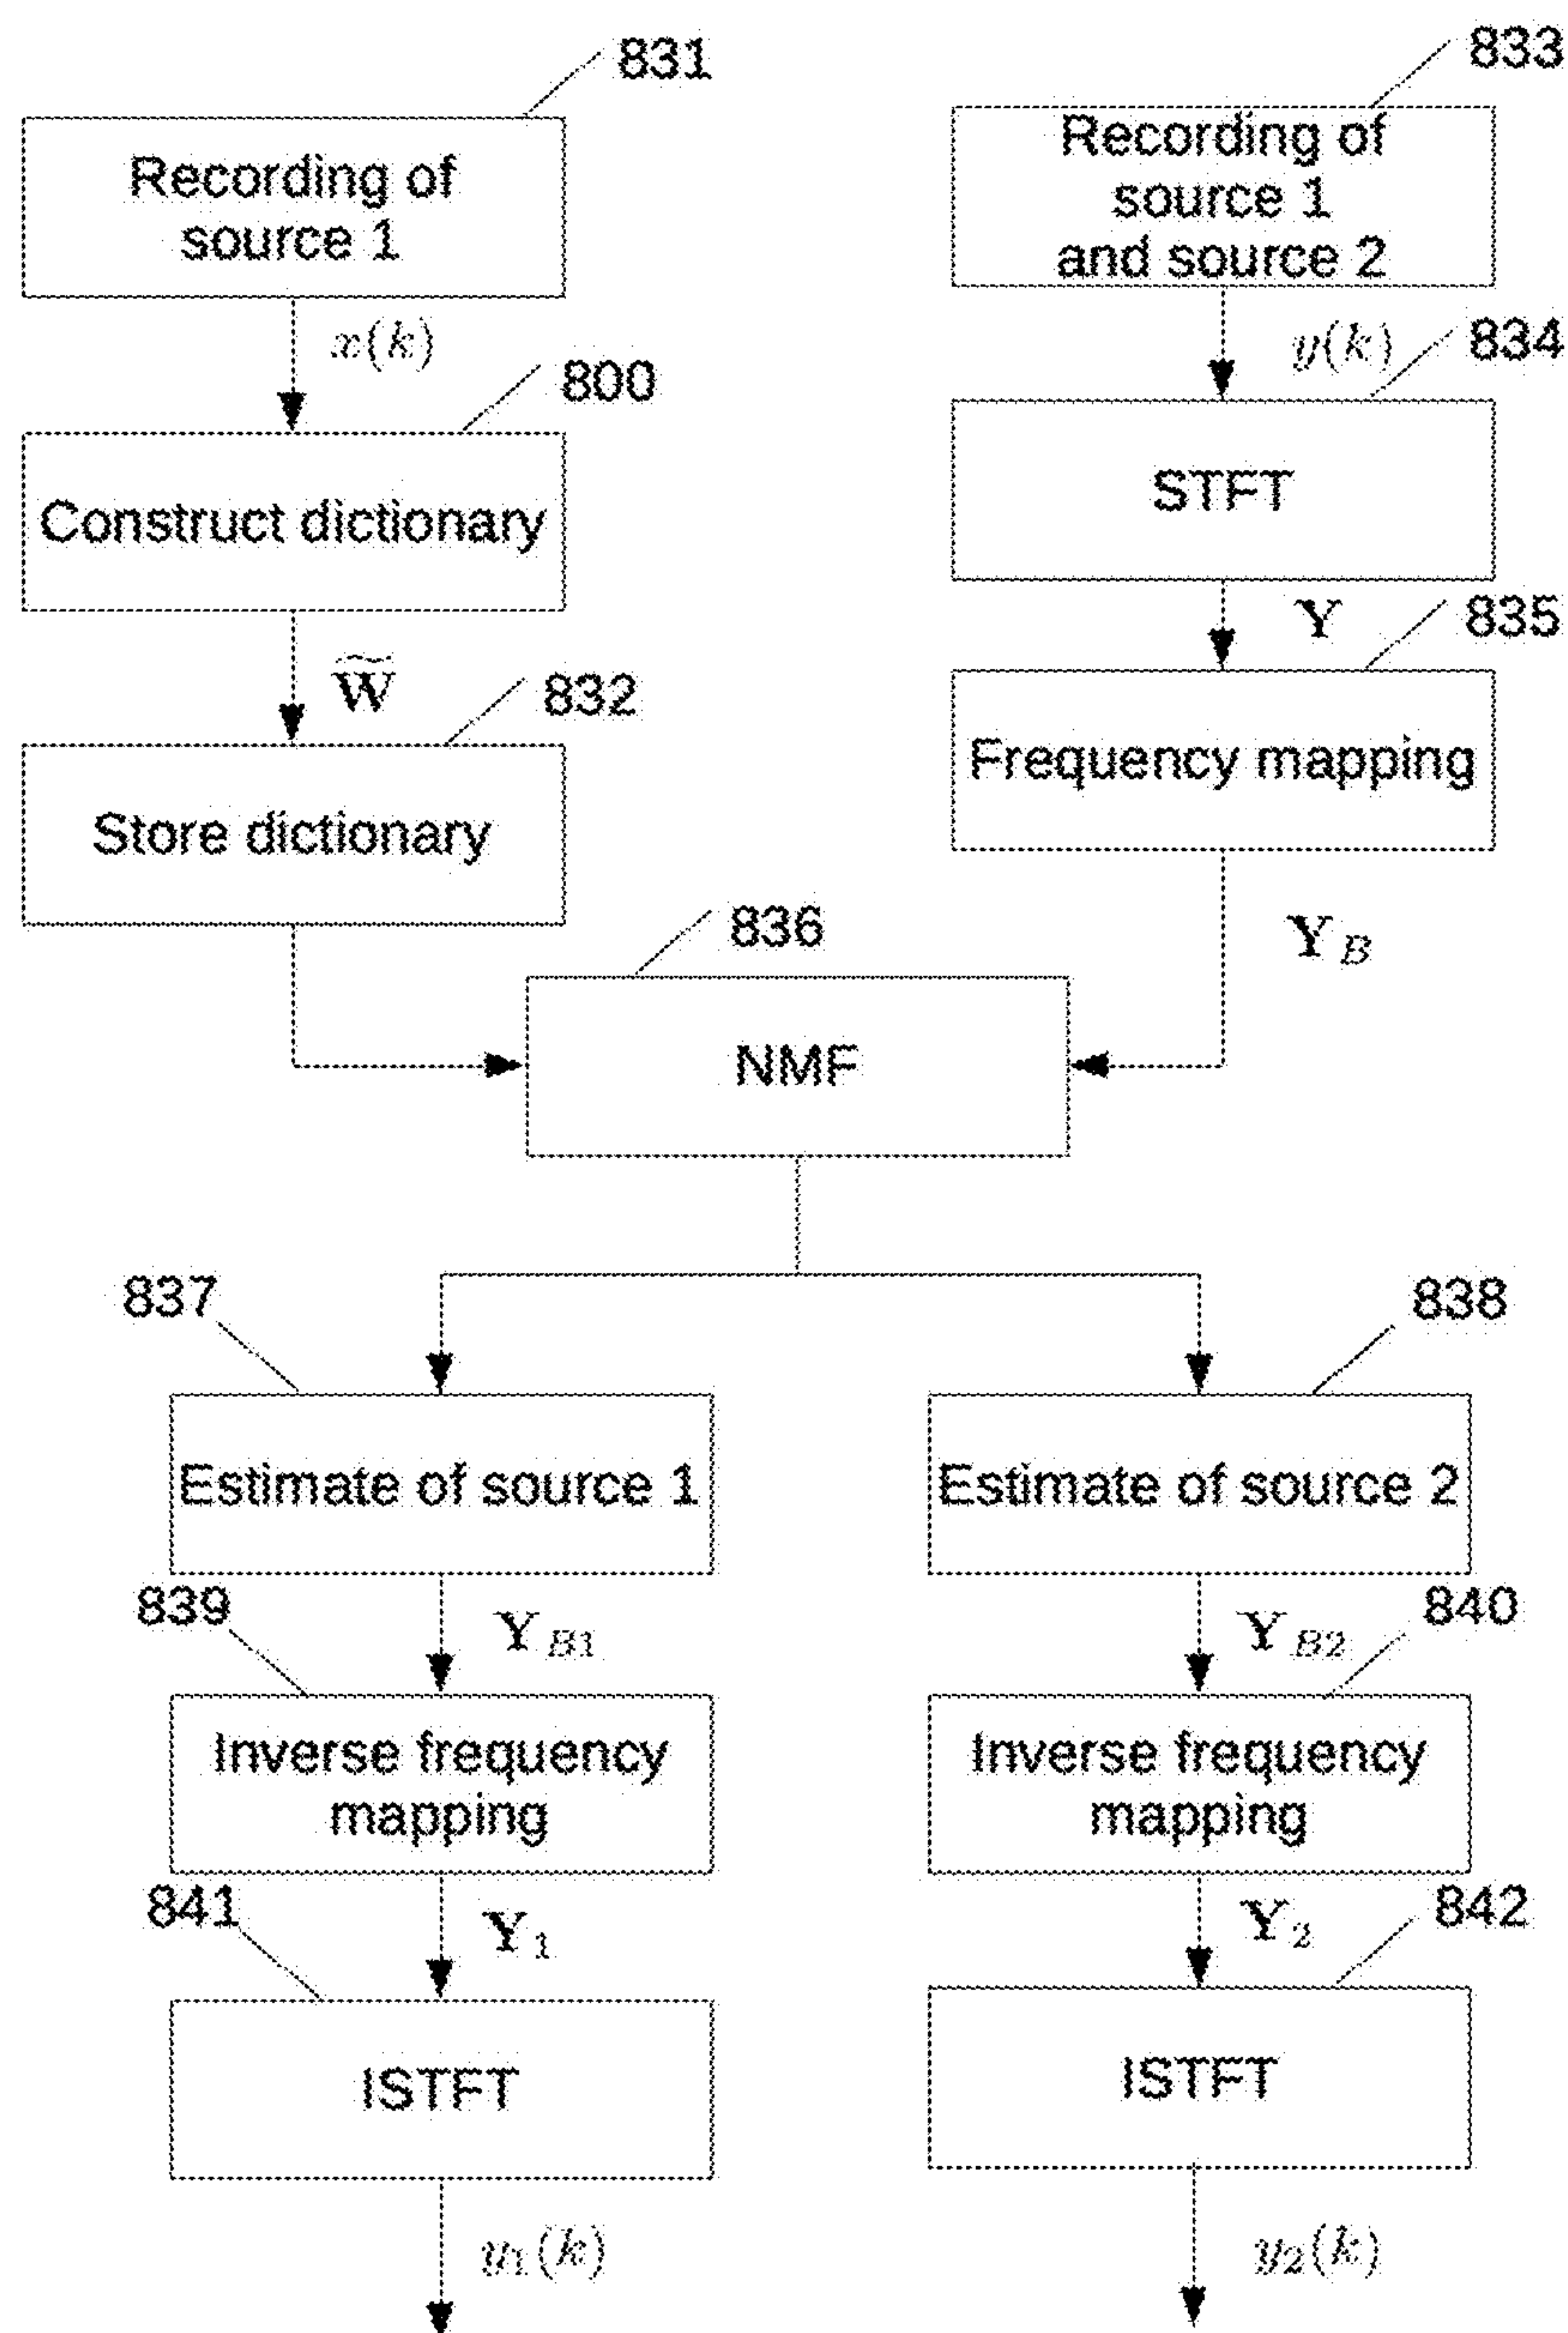 831
Recording of
source 1
x(k)
800
Construct dictionary
W̃
832
Store dictionary
833
Recording of
source 1
and source 2
y(k)
834
STFT
Y
835
Frequency mapping
Y_B
836
NMF
837
Estimate of source 1
Y_B1
839
Inverse frequency
mapping
Y_1
841
ISTFT
y_1(k)
838
Estimate of source 2
Y_B2
840
Inverse frequency
mapping
Y_2
842
ISTFT
y_2(k)